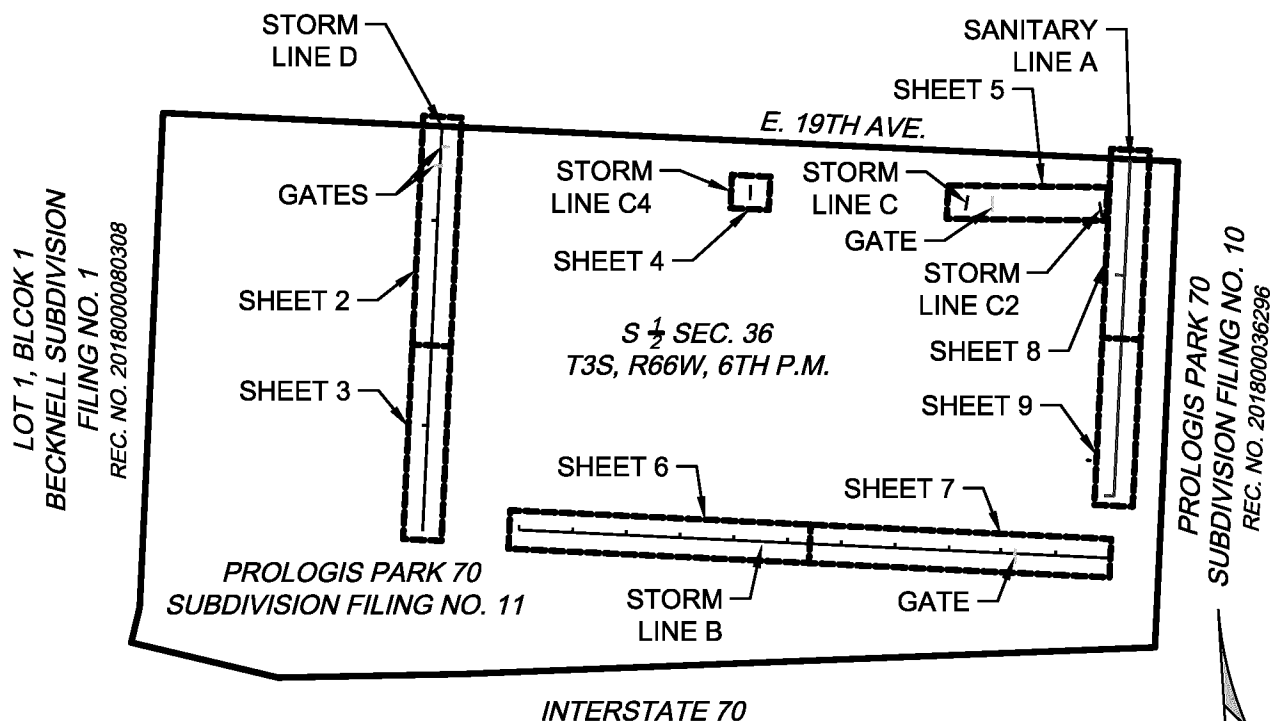 STORM
LINE D
SANITARY
LINE A
SHEET 5
E. 19TH AVE.
GATES
STORM
LINE C4
STORM
LINE C
GATE
SHEET 4
STORM
LINE C2
SHEET 2
S 1/2 SEC. 36
T3S, R66W, 6TH P.M.
SHEET 8
SHEET 3
SHEET 9
LOT 1, BLCOK 1
BECKNELL SUBDIVISION
FILING NO. 1
REC. NO. 2018000080308
PROLOGIS PARK 70
SUBDIVISION FILING NO. 10
REC. NO. 201800036296
SHEET 6
SHEET 7
PROLOGIS PARK 70
SUBDIVISION FILING NO. 11
STORM
LINE B
GATE
INTERSTATE 70